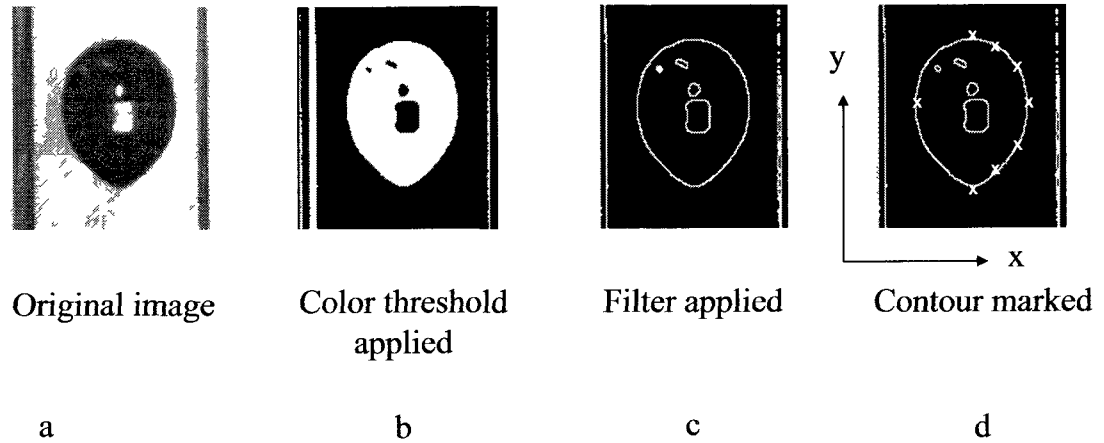 y
x
Original image
Color threshold
applied
Filter applied
Contour marked
a
b
c
d